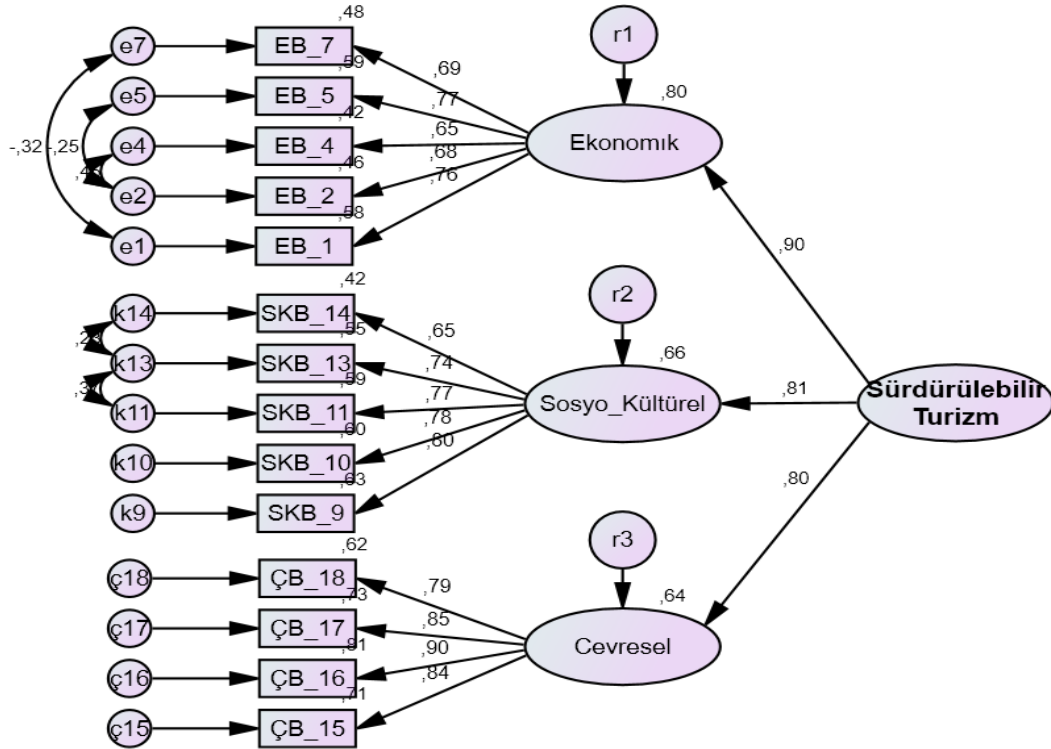 ,48
r1
e7
EB_7
,59
,69
,80
e5
EB_5
,77
,42
-,32
-,25
e4
EB_4
,65
Ekonomık
,68
,46
e2
EB_2
,76
,58
e1
EB_1
,90
,42
r2
k14
SKB_14
,65
,55
,66
k13
SKB_13
,74
,59
,77
,81
Sürdürülebilir
Turizm
k11
SKB_11
Sosyo_Kültürel
,78
,60
,80
k10
SKB_10
,63
,80
k9
SKB_9
r3
,62
ç18
ÇB_18
,79
,73
,64
ç17
ÇB_17
,85
,81
Cevresel
,90
ç16
ÇB_16
,84
,71
ç15
ÇB_15